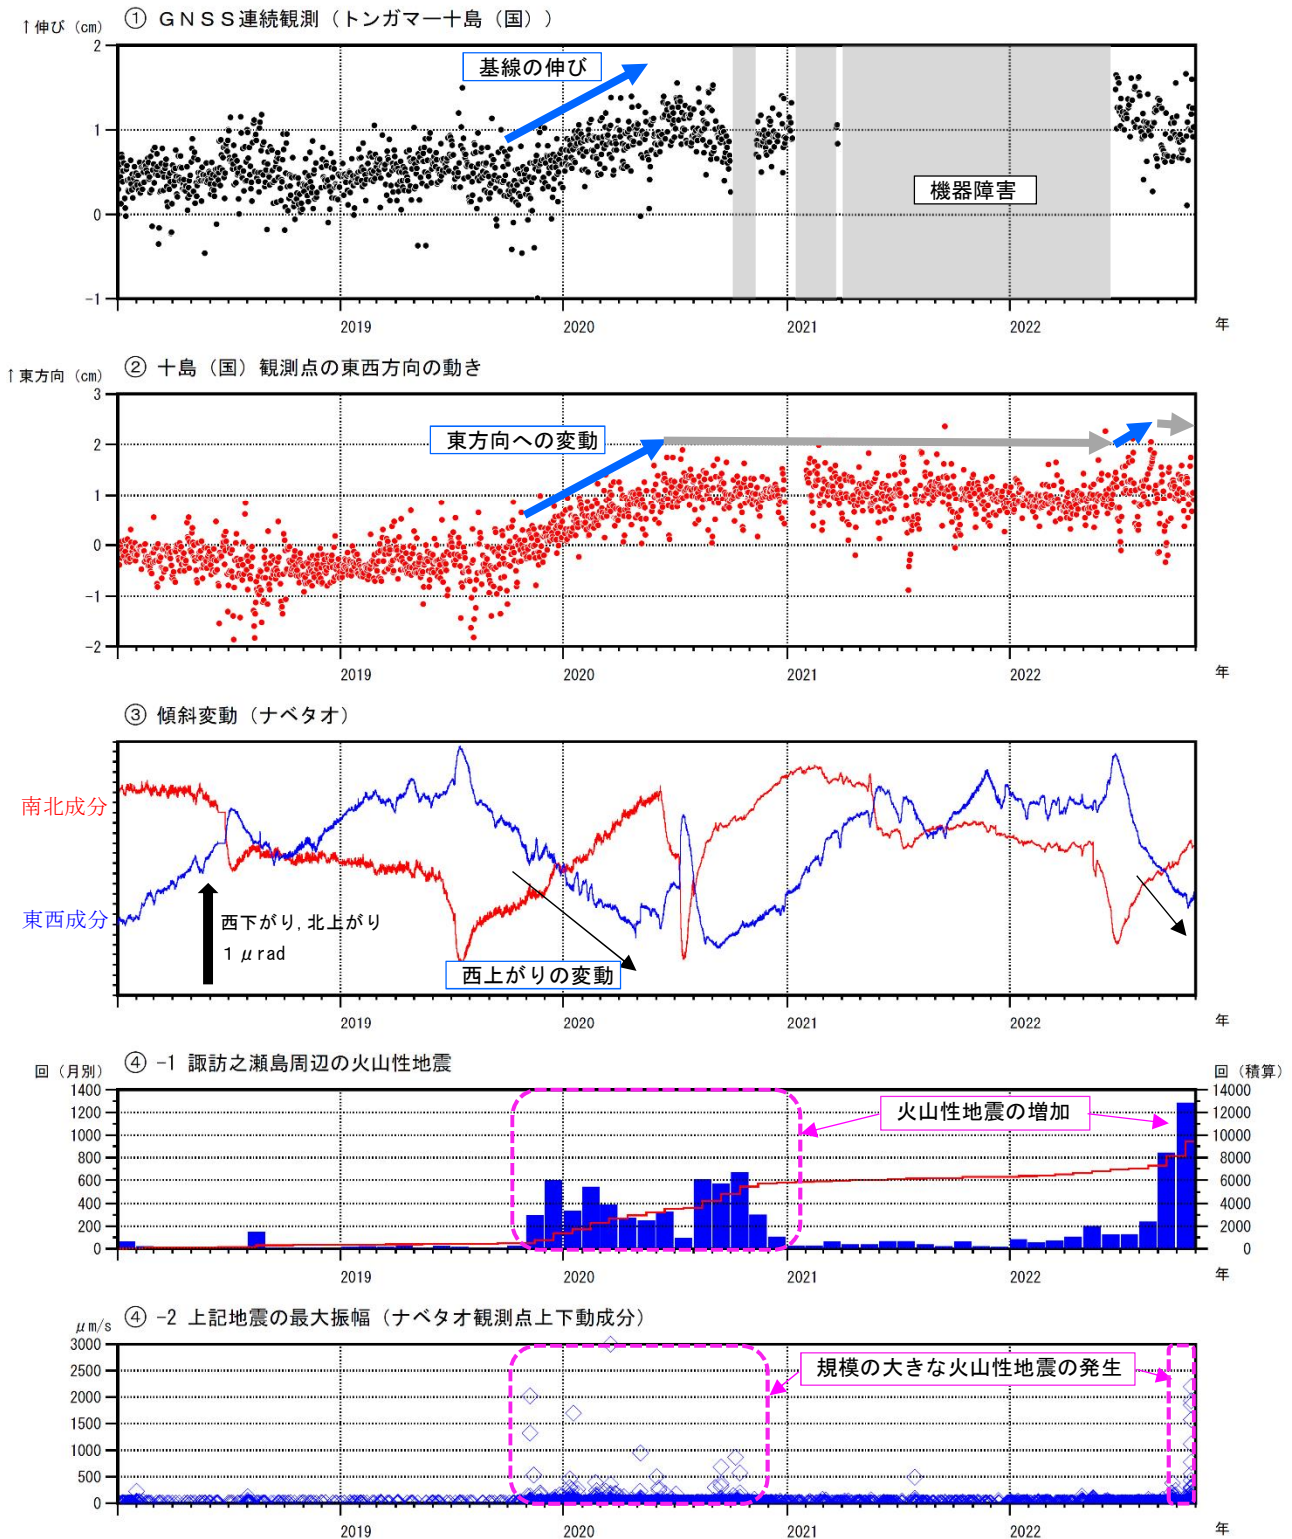 ① GNSS連続観測（トンガマー十島（国））
↑伸び（cm）
2
基線の伸び
1
機器障害
0
-1
2019 2020 2021 2022 年
② 十島（国）観測点の東西方向の動き
↑東方向（cm）
3
東方向への変動
2
1
0
-1
-2
2019 2020 2021 2022 年
③ 傾斜変動（ナベタオ）
南北成分
東西成分
西下がり,北上がり
1μrad
西上がりの変動
2019 2020 2021 2022 年
④ -1 諏訪之瀬島周辺の火山性地震
回（月別） 回（積算）
1400 14000
1200 12000
火山性地震の増加
1000 10000
800 8000
600 6000
400 4000
200 2000
0 0
2019 2020 2021 2022 年
④ -2 上記地震の最大振幅（ナベタオ観測点上下動成分）
μm/s
3000
規模の大きな火山性地震の発生
2500
2000
1500
1000
500
0
2019 2020 2021 2022 年